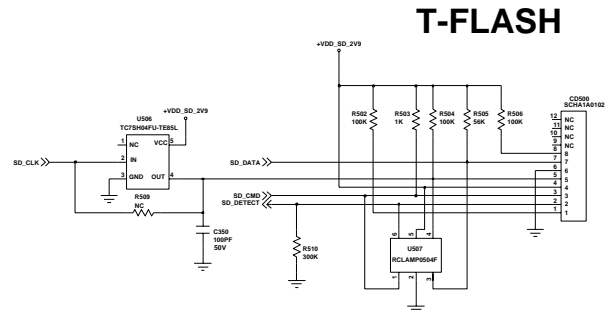 T-FLASH
+VDD_SD_2V9
CD500
SCHA1A0102
+VDD_SD_2V9
U506
TC7SH04FU-TE85L
R502
100K
R503
1K
R504
100K
R505
56K
R506
100K
12 NC
11 NC
10 NC
9 NC
8 8
7 7
6 6
5 5
4 4
3 3
2 2
1 1
1 NC
VCC 5
2 IN
3 GND
OUT 4
SD_CLK
SD_DATA
SD_CMD
SD_DETECT
R509
NC
C350
100PF
50V
R510
300K
6 5 4
U507
RCLAMP0504F
1 2 3